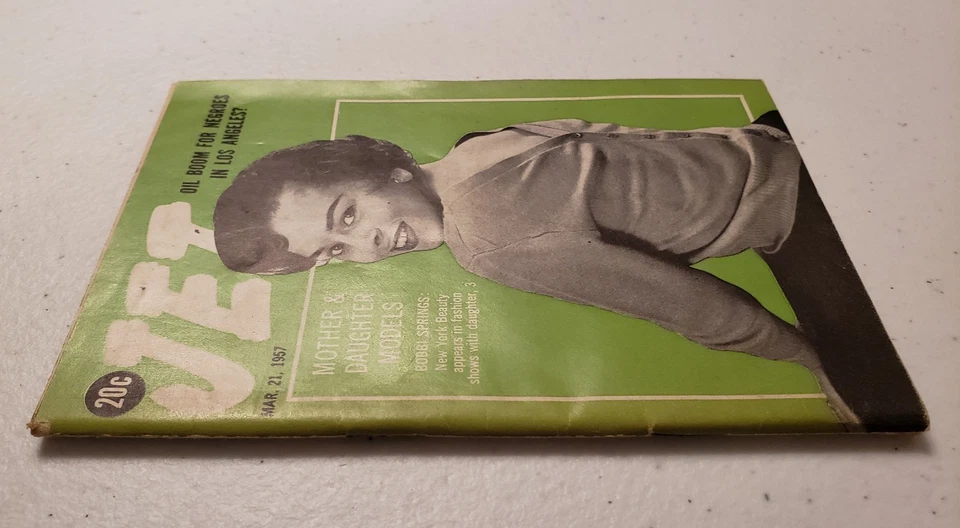 OIL BOOM FOR NEGROES
IN LOS ANGELES?
JET
20c
MAR. 21, 1957
MOTHER &
DAUGHTER
MODELS
BOBBI SPRINGS:
New York Beauty
appears in fashion
shows with daughter, 3